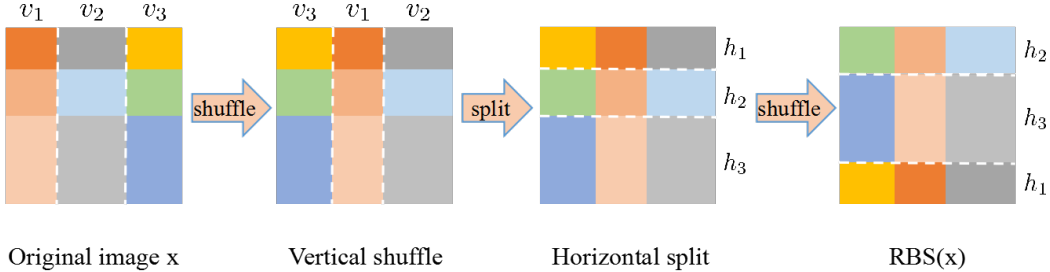 v₁ v₂ v₃
v₃ v₁ v₂
shuffle
split
shuffle
h₁
h₂
h₃
h₂
h₃
h₁
Original image x
Vertical shuffle
Horizontal split
RBS(x)